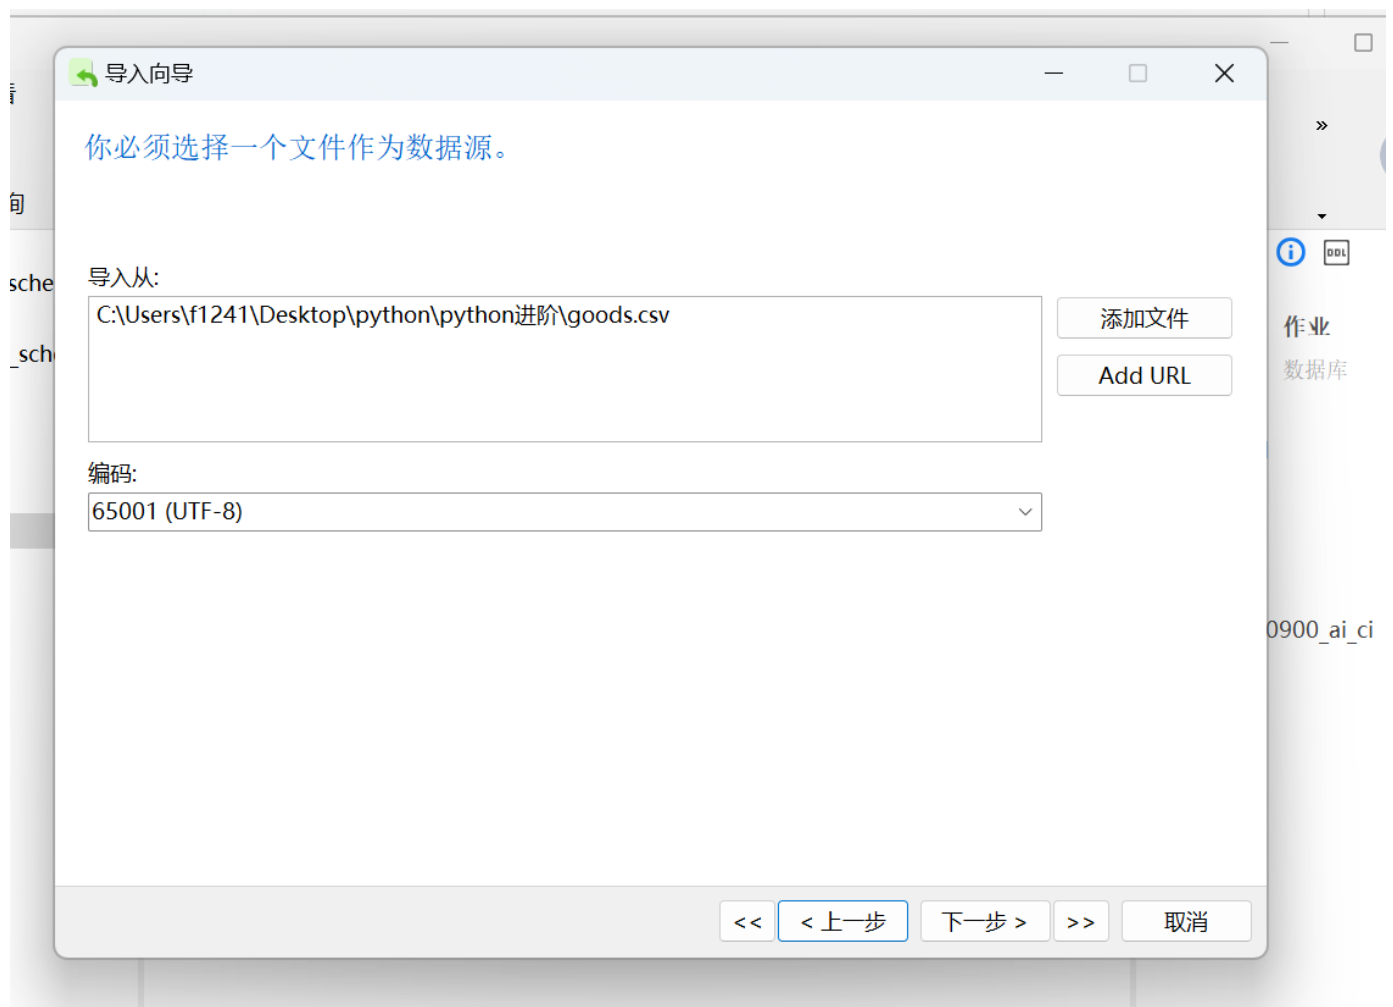 导入向导
你必须选择一个文件作为数据源。
导入从:
C:\Users\f1241\Desktop\python\python进阶\goods.csv
添加文件
Add URL
编码:
65001 (UTF-8)
<<
< 上一步
下一步 >
>>
取消
询
sche
_sch
»
DDL
作业
数据库
0900_ai_ci